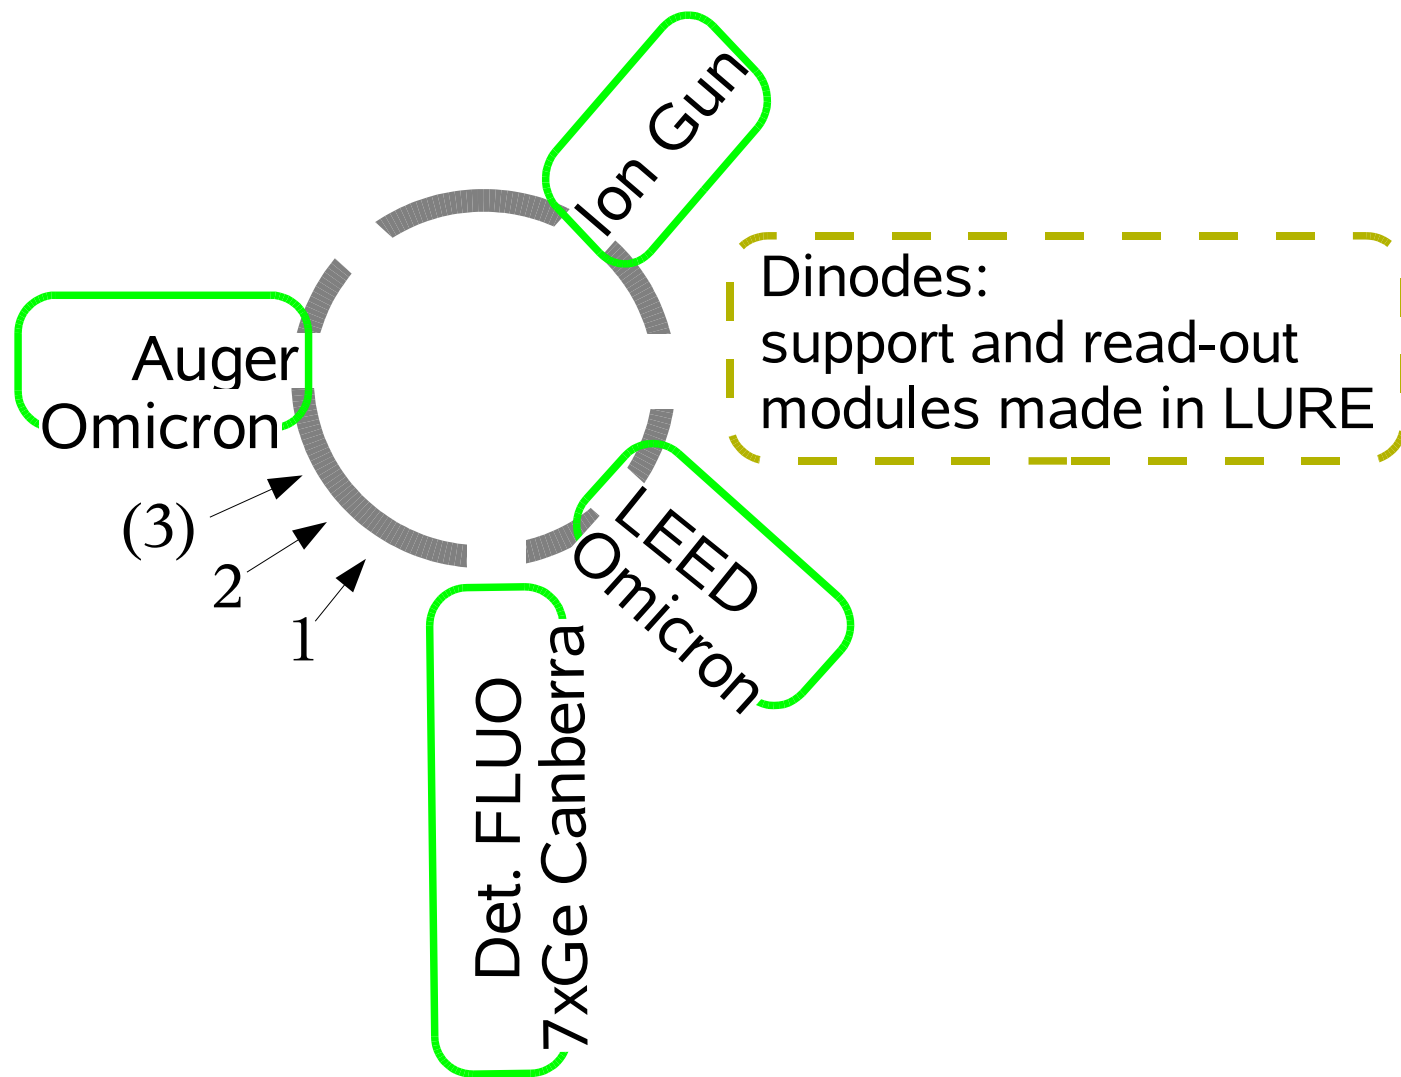 Ion Gun
Dinodes:
support and read-out
modules made in LURE
Auger
Omicron
(3)
2
1
LEED
Omicron
Det. FLUO
7xGe Canberra